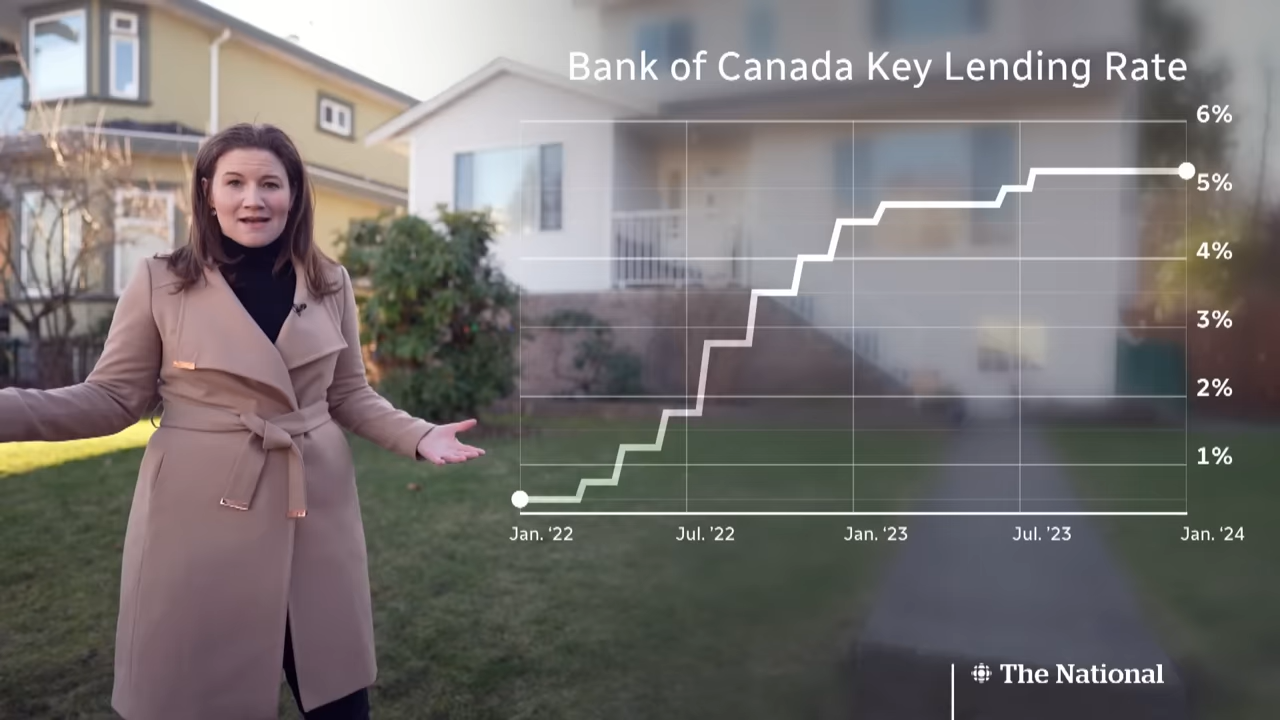 Bank of Canada Key Lending Rate
6%
5%
4%
3%
2%
1%
Jan. ‘22
Jul. ‘22
Jan. ‘23
Jul. ‘23
Jan. ‘24
The National